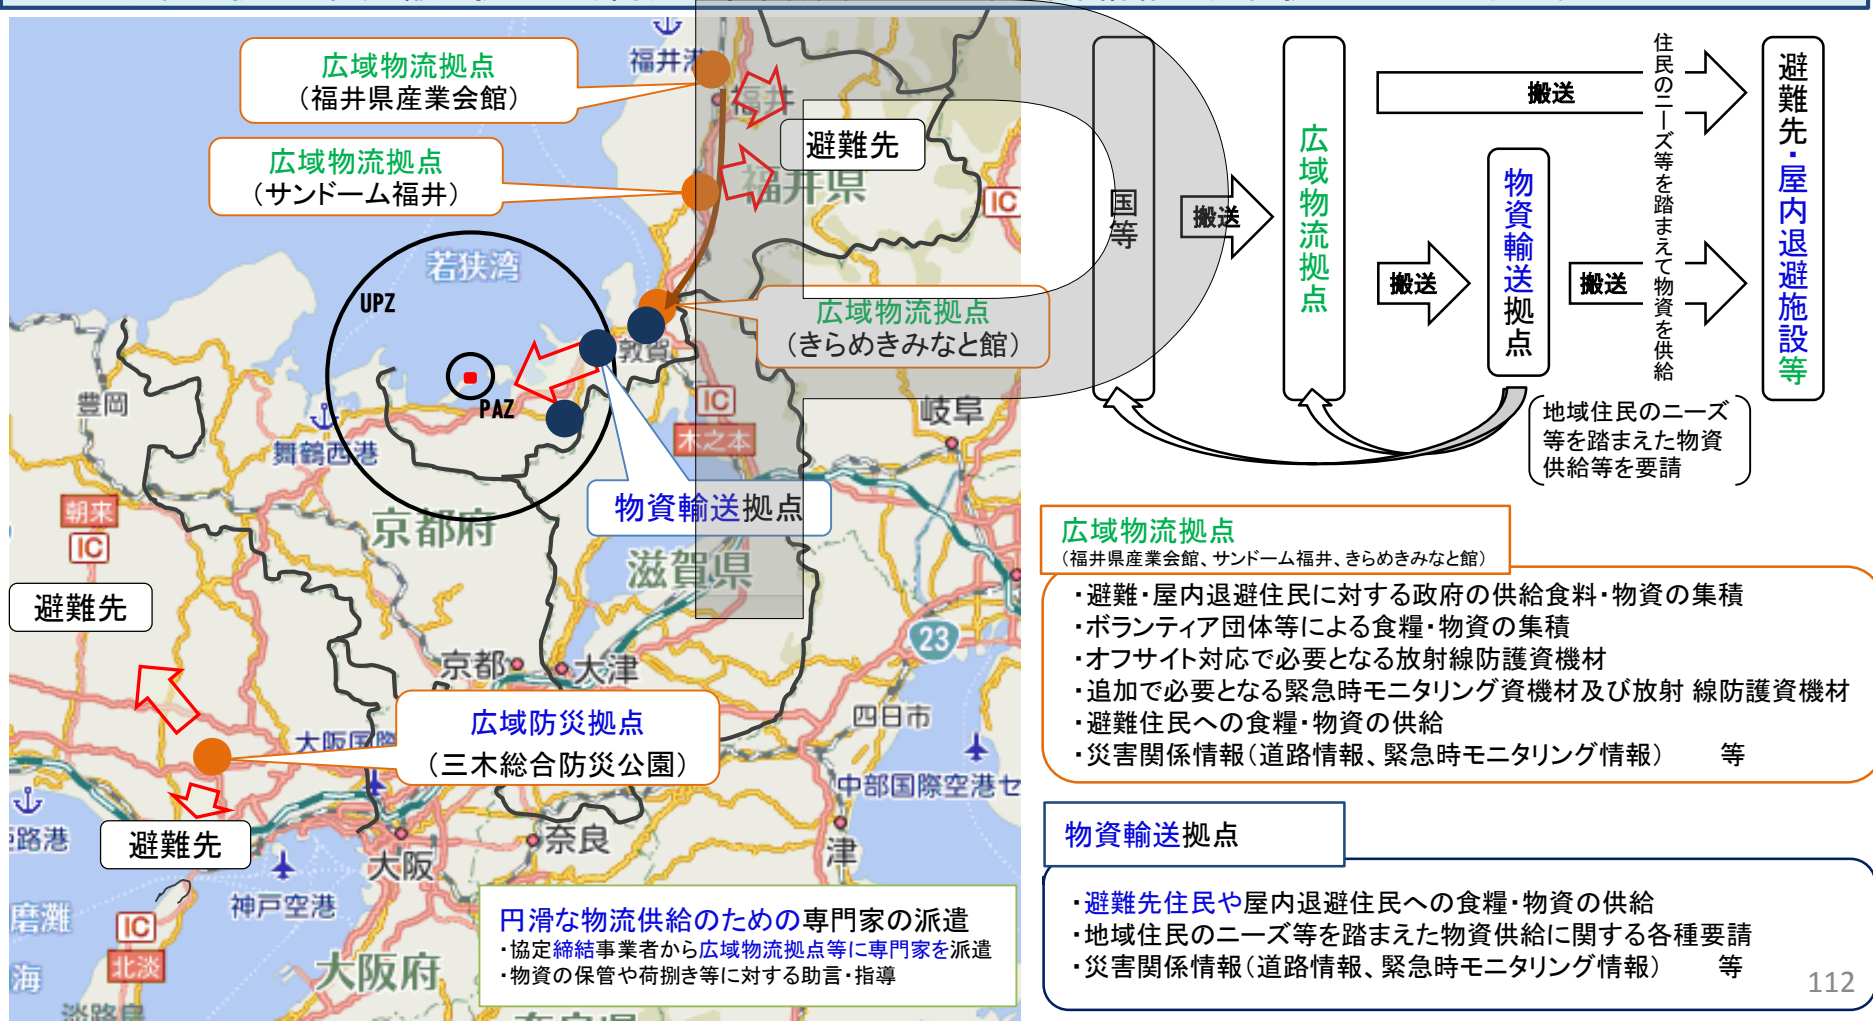 広域物流拠点
（福井県産業会館）
広域物流拠点
（サンドーム福井）
福井港
福井
避難先
福井県
IC
若狭湾
UPZ
PAZ
敦賀
広域物流拠点
（きらめきみなと館）
豊岡
舞鶴西港
IC
木之本
岐阜
物資輸送拠点
朝来
IC
京都府
滋賀県
避難先
23
京都
大津
広域防災拠点
（三木総合防災公園）
大阪国際
四日市
中部国際空港セ
路港
避難先
大阪
奈良
津
神戸空港
磨灘
IC
北淡
海
大阪府
淡路島
円滑な物流供給のための専門家の派遣
・協定締結事業者から広域物流拠点等に専門家を派遣
・物資の保管や荷捌き等に対する助言・指導
国等
搬送
広域物流拠点
搬送
搬送
物資輸送拠点
搬送
住民のニーズ等を踏まえて物資を供給
避難先・屋内退避施設等
地域住民のニーズ
等を踏まえた物資
供給等を要請
広域物流拠点
（福井県産業会館、サンドーム福井、きらめきみなと館）
・避難・屋内退避住民に対する政府の供給食料・物資の集積
・ボランティア団体等による食糧・物資の集積
・オフサイト対応で必要となる放射線防護資機材
・追加で必要となる緊急時モニタリング資機材及び放射 線防護資機材
・避難住民への食糧・物資の供給
・災害関係情報（道路情報、緊急時モニタリング情報）　　等
物資輸送拠点
・避難先住民や屋内退避住民への食糧・物資の供給
・地域住民のニーズ等を踏まえた物資供給に関する各種要請
・災害関係情報（道路情報、緊急時モニタリング情報）　　等
112